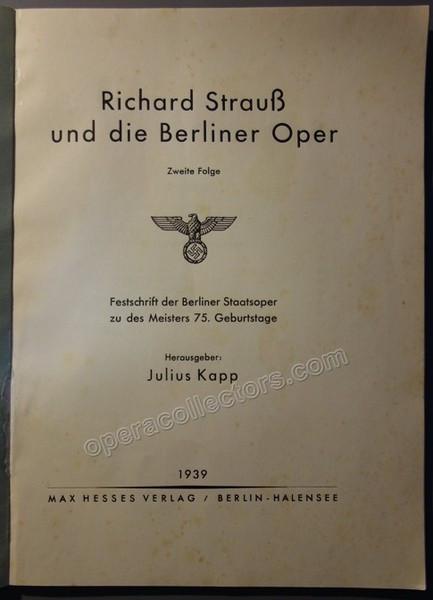 Richard Strauß
und die Berliner Oper
Zweite Folge
Festschrift der Berliner Staatsoper
zu des Meisters 75. Geburtstage
Herausgeber:
Julius Kapp
operacollectors.com
1939
MAX HESSES VERLAG / BERLIN-HALENSEE